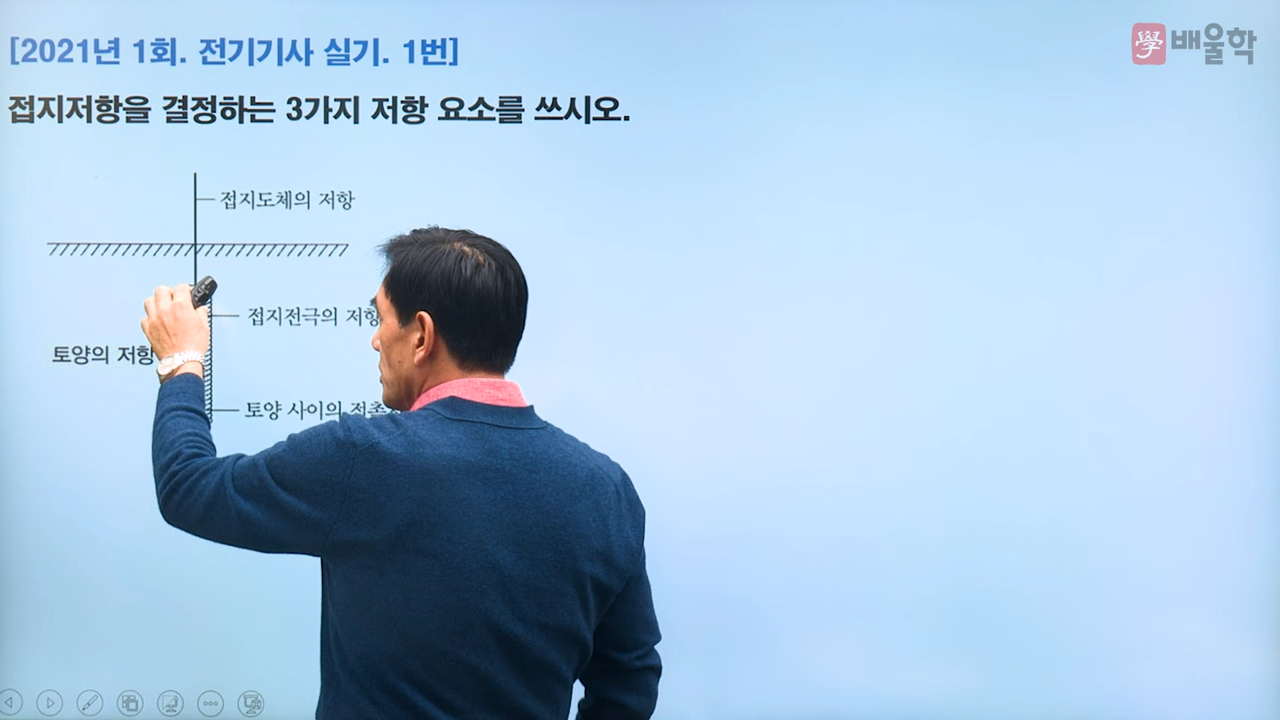 [2021년 1회. 전기기사 실기. 1번]
學 배울학
접지저항을 결정하는 3가지 저항 요소를 쓰시오.
접지도체의 저항
접지전극의 저항
토양의 저항
토양 사이의